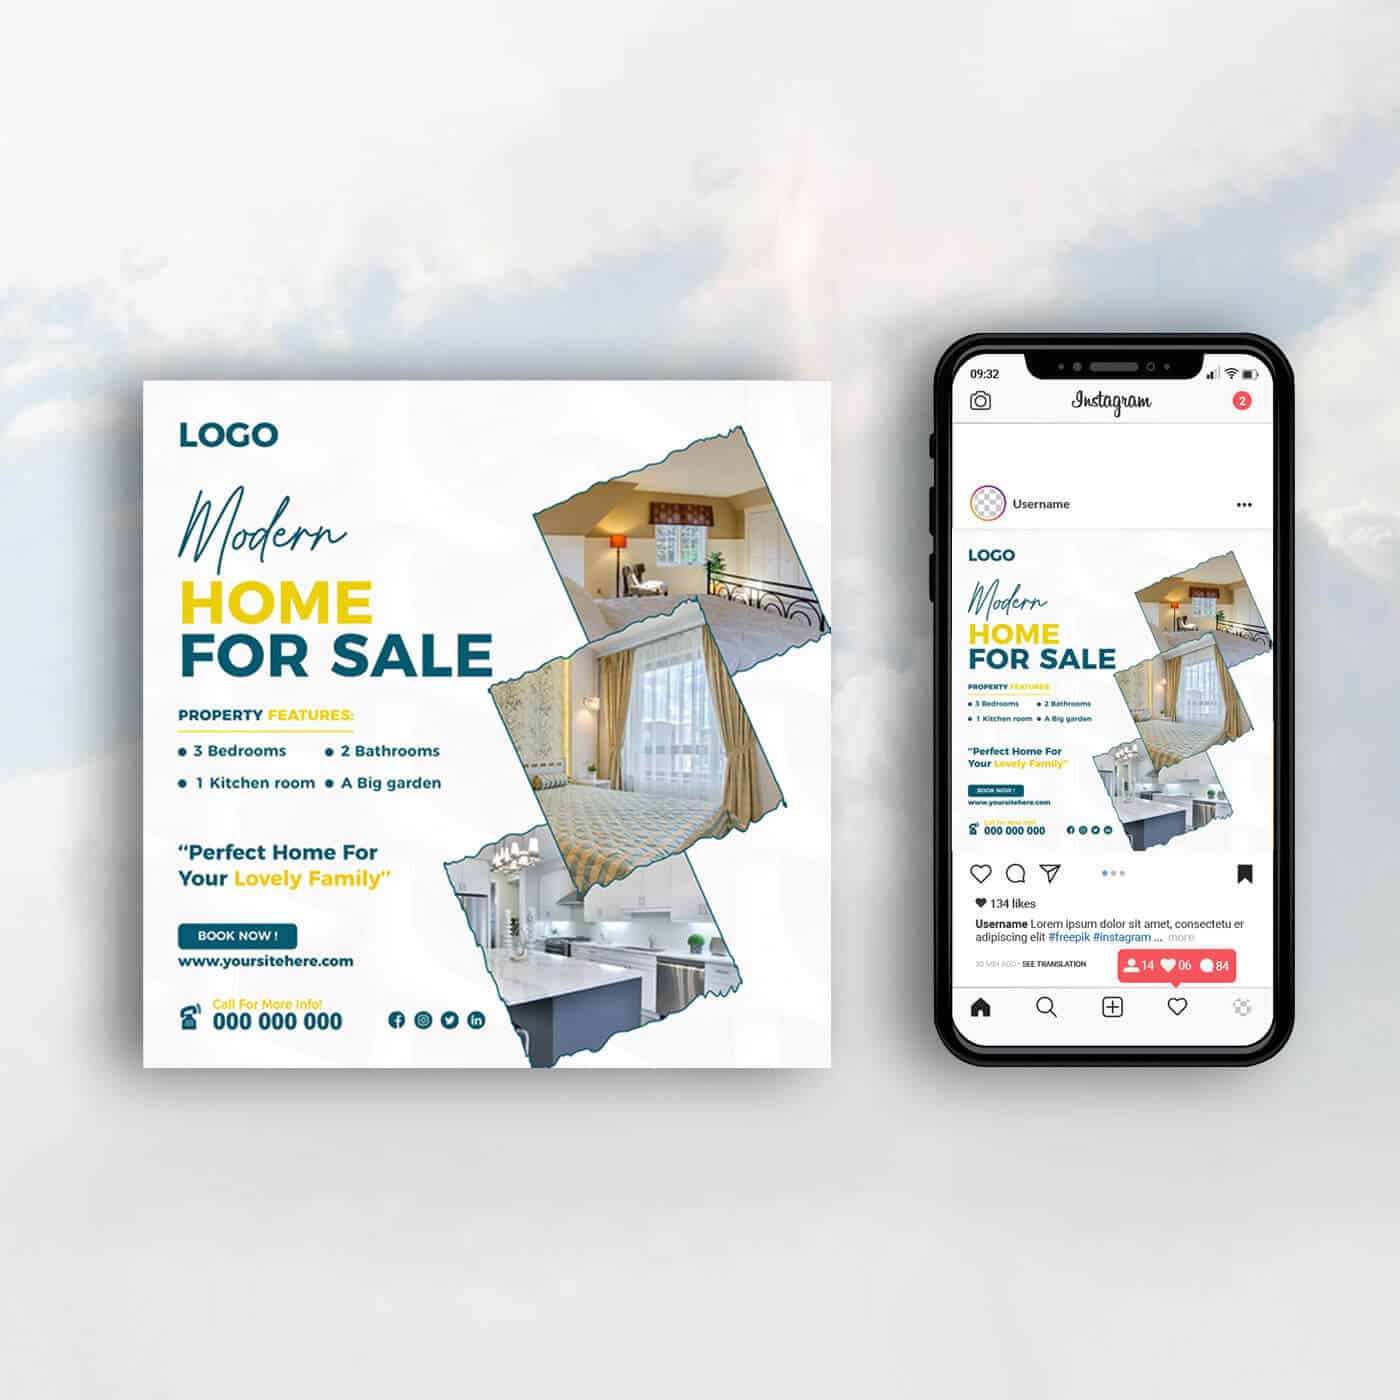 LOGO
Modern
HOME
FOR SALE
PROPERTY FEATURES:
• 3 Bedrooms • 2 Bathrooms
• 1 Kitchen room • A Big garden
“Perfect Home For
Your Lovely Family”
BOOK NOW !
www.yoursitehere.com
Call For More Info!
000 000 000
09:32
Instagram
2
Username
LOGO
Modern
HOME
FOR SALE
PROPERTY FEATURES
• 3 Bedrooms • 2 Bathrooms
• 1 Kitchen room • A Big garden
“Perfect Home For
Your Lovely Family”
BOOK NOW !
www.yoursitehere.com
Call For More Info!
000 000 000
134 likes
Username Lorem ipsum dolor sit amet, consectetu er
adipiscing elit #freepik #instagram ... more
30 MIN AGO • SEE TRANSLATION
14 06 84